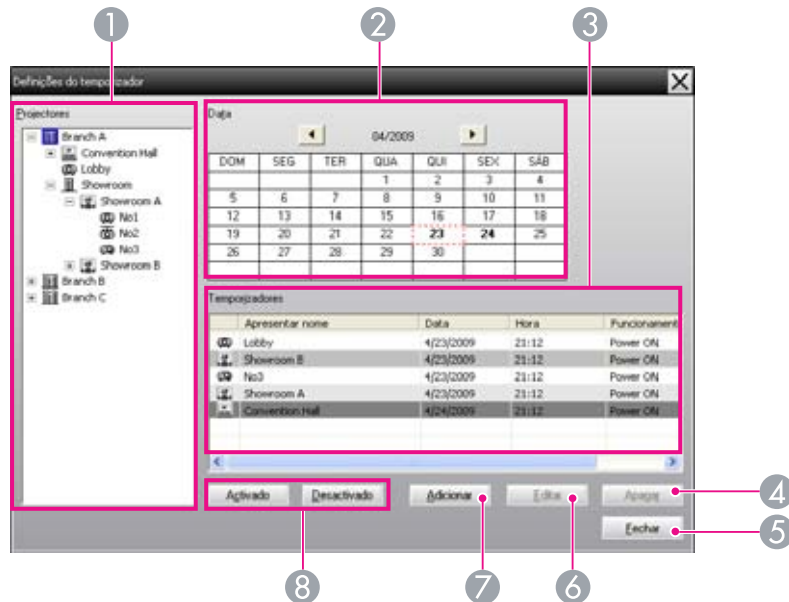 1 2 3
Definições do temporizador
Projectores
Branch A
Convention Hall
Lobby
Showroom
Showroom A
No1
No2
No3
Showroom B
Branch B
Branch C
Data
04/2009
DOM SEG TER QUA QUI SEX SÁB
1 2 3 4
5 6 7 8 9 10 11
12 13 14 15 16 17 18
19 20 21 22 23 24 25
26 27 28 29 30
Temporizadores
Apresentar nome Data Hora Funcionament
Lobby 4/23/2009 21:12 Power ON
Showroom B 4/23/2009 21:12 Power ON
No3 4/23/2009 21:12 Power ON
Showroom A 4/23/2009 21:12 Power ON
Convention Hall 4/24/2009 21:12 Power ON
Activado Desactivado Adicionar Editar Apagar 4
Fechar 5
8 7 6